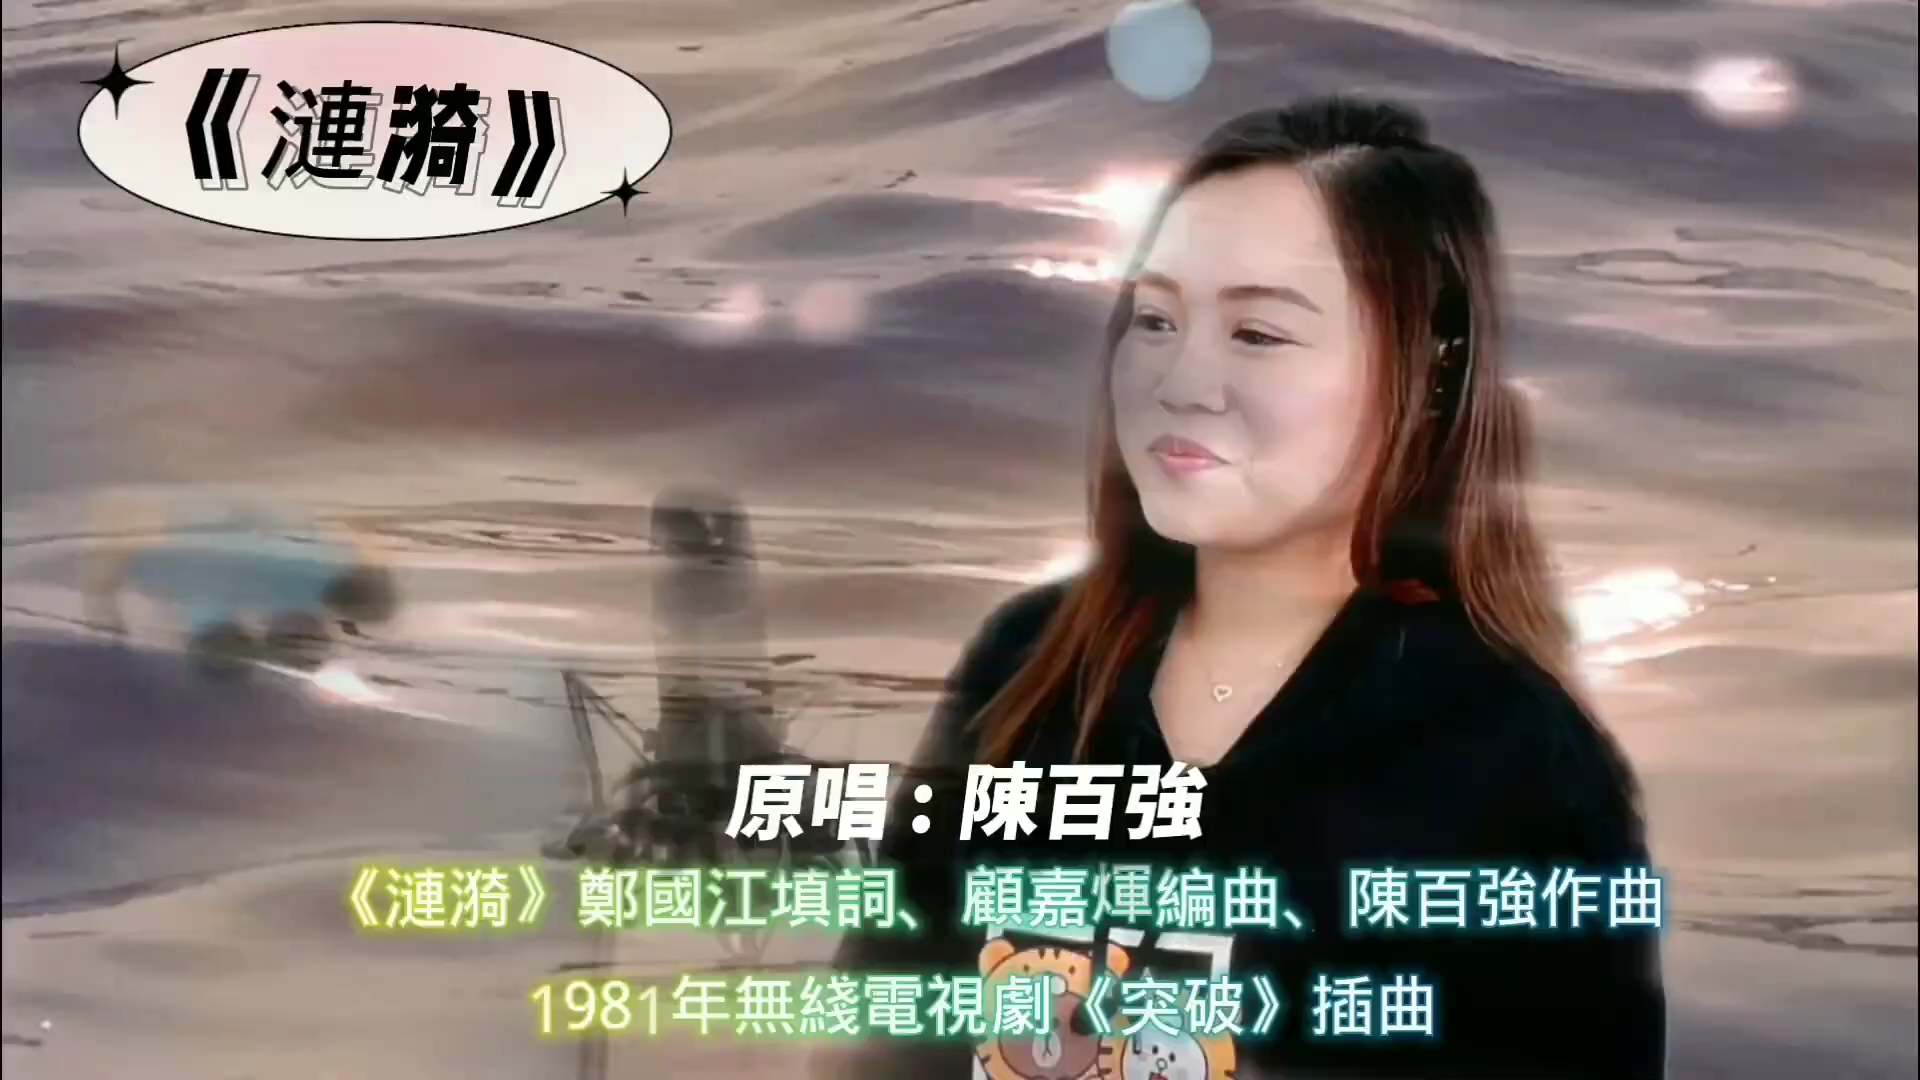 《漣漪》
原唱：陳百強
《漣漪》鄭國江填詞、顧嘉煇編曲、陳百強作曲
1981年無綫電視劇《突破》插曲